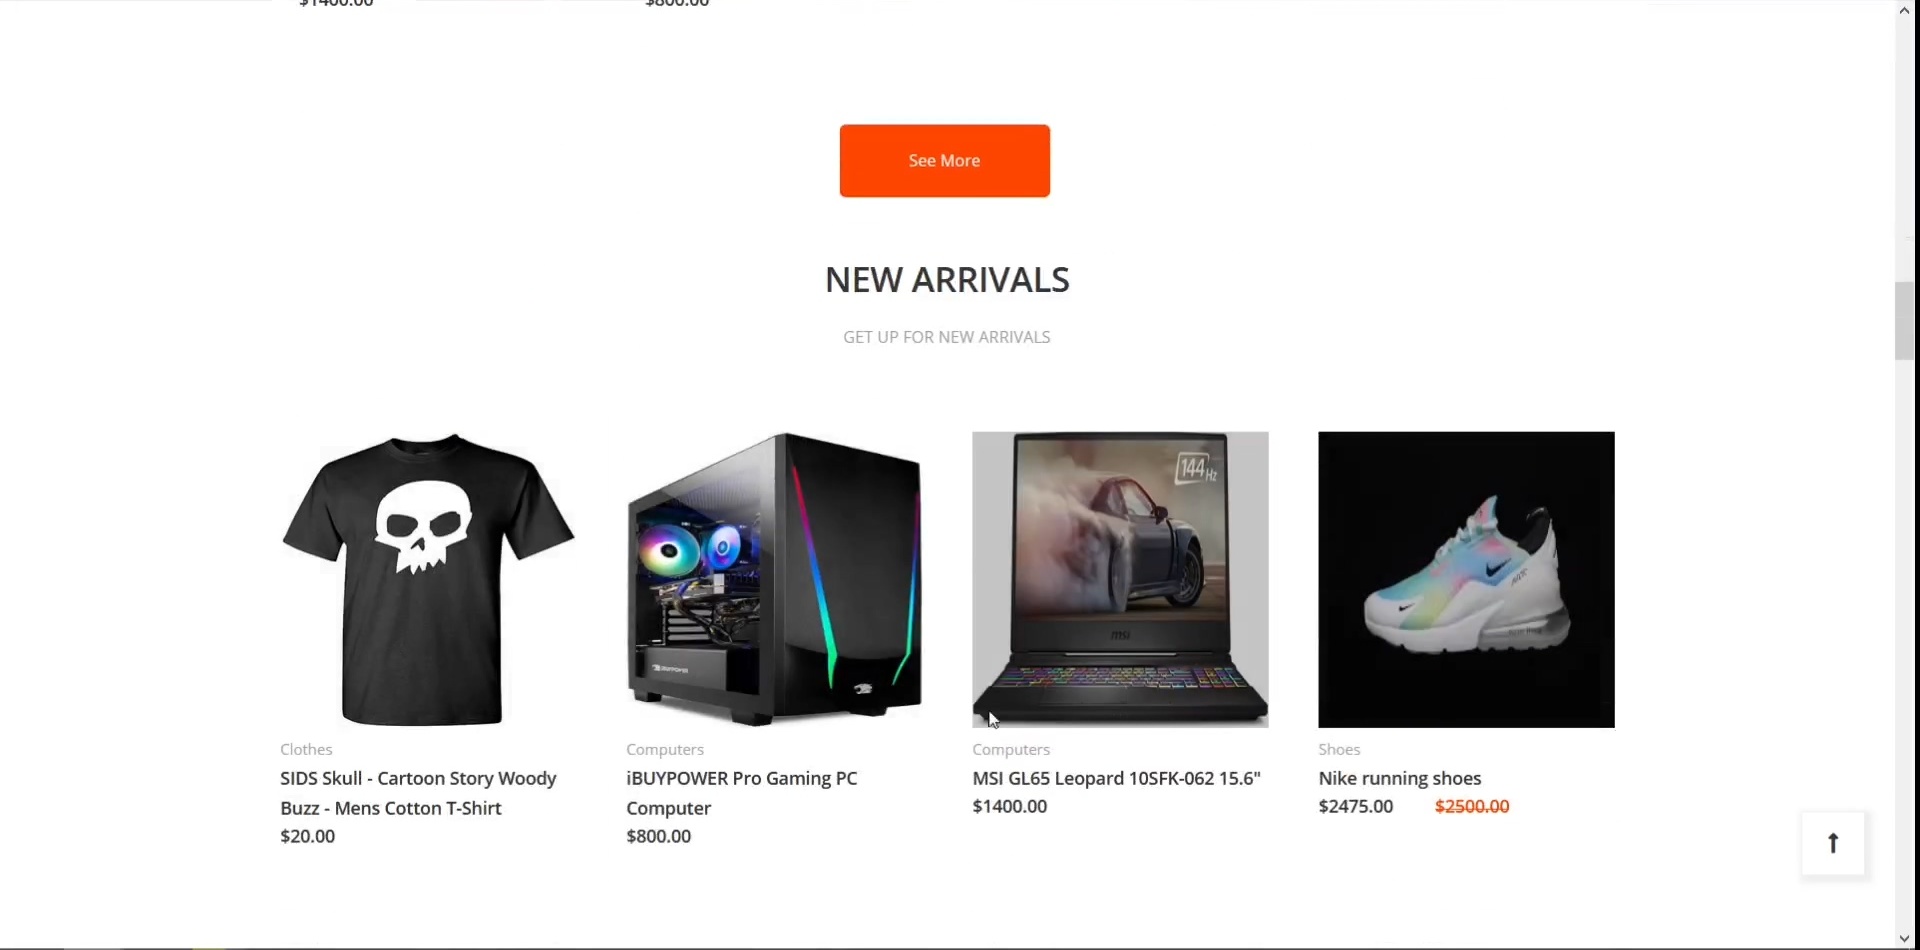 $1400.00 $800.00
See More
NEW ARRIVALS
GET UP FOR NEW ARRIVALS
144Hz
msi
Clothes
SIDS Skull - Cartoon Story Woody
Buzz - Mens Cotton T-Shirt
$20.00
Computers
iBUYPOWER Pro Gaming PC
Computer
$800.00
Computers
MSI GL65 Leopard 10SFK-062 15.6"
$1400.00
Shoes
Nike running shoes
$2475.00 $2500.00